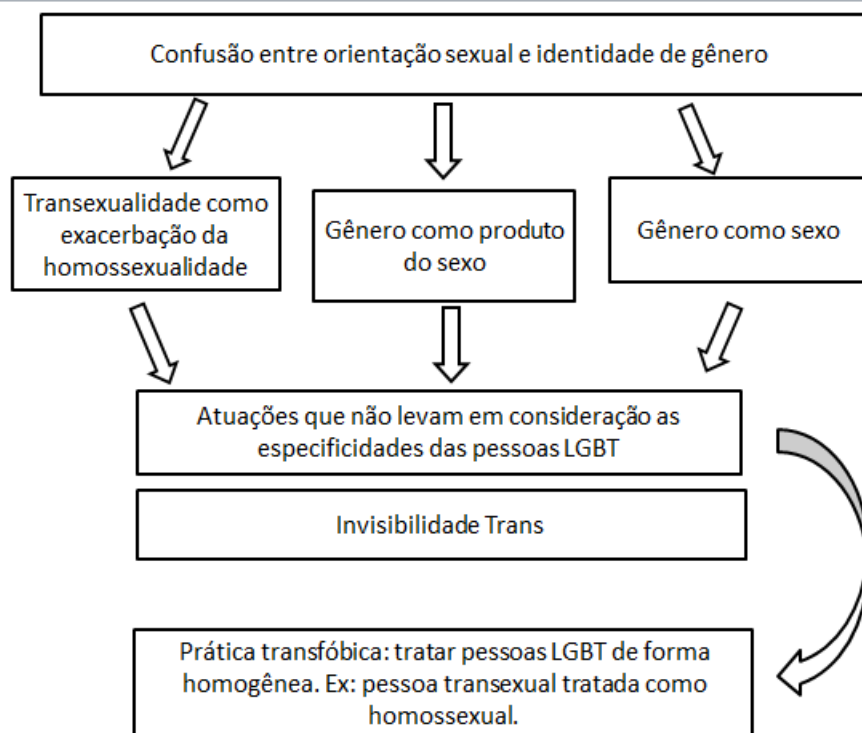 Confusão entre orientação sexual e identidade de gênero
Transexualidade como
exacerbação da
homossexualidade
Gênero como produto
do sexo
Gênero como sexo
Atuações que não levam em consideração as
especificidades das pessoas LGBT
Invisibilidade Trans
Prática transfóbica: tratar pessoas LGBT de forma
homogênea. Ex: pessoa transexual tratada como
homossexual.